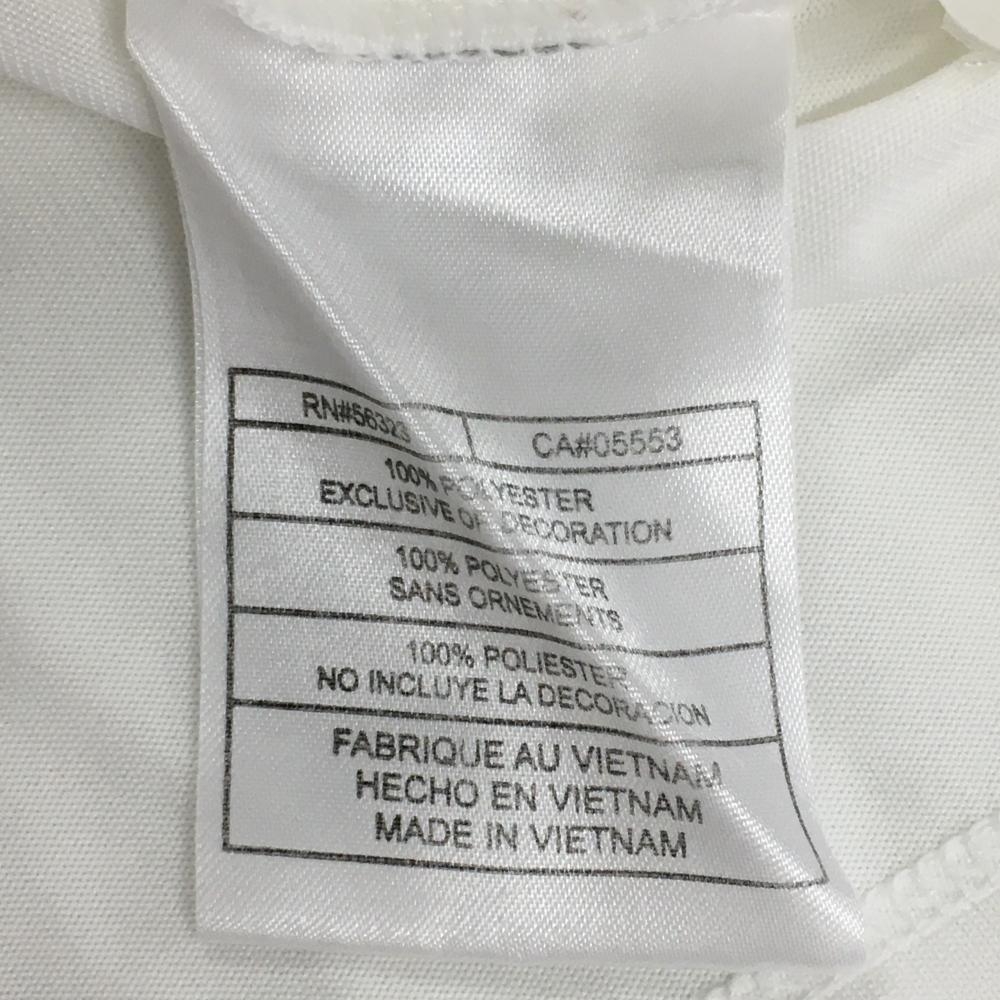 RN#56323 CA#05553
100% POLYESTER
EXCLUSIVE OF DECORATION
100% POLYESTER
SANS ORNEMENTS
100% POLIESTER
NO INCLUYE LA DECORACION
FABRIQUE AU VIETNAM
HECHO EN VIETNAM
MADE IN VIETNAM